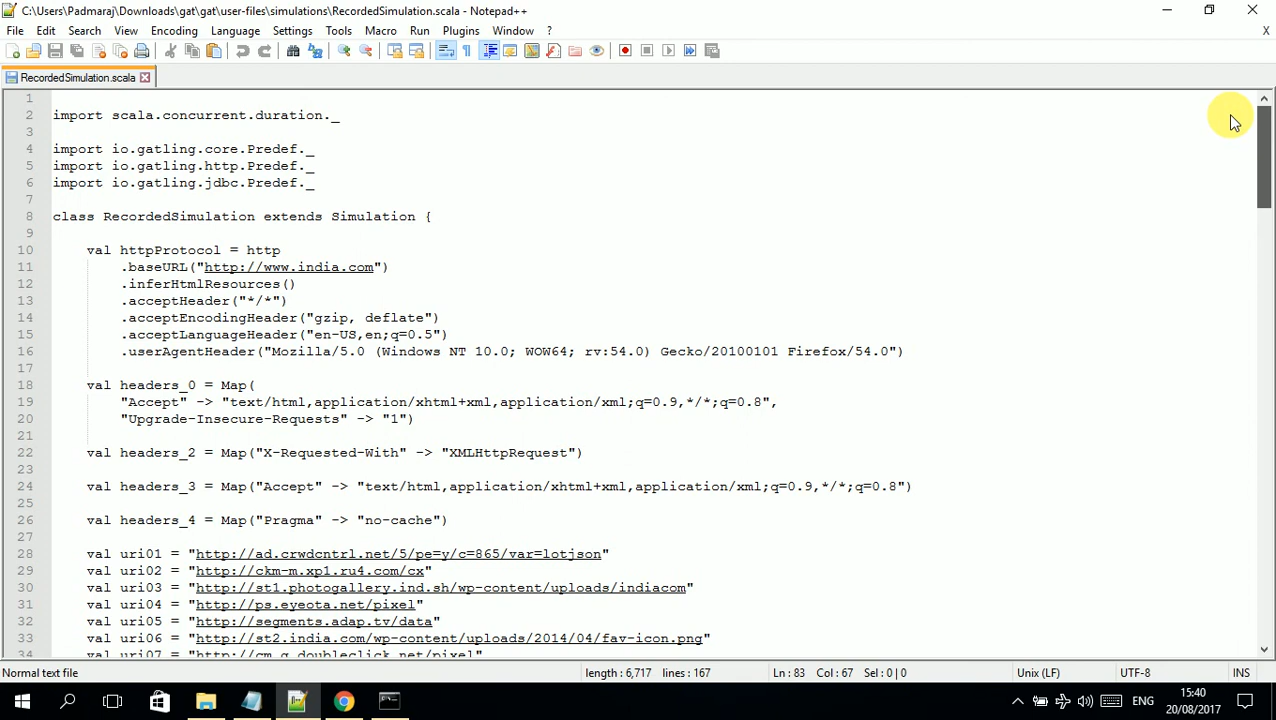 C:\Users\Padmaraj\Downloads\gat\gat\user-files\simulations\RecordedSimulation.scala - Notepad++
File Edit Search View Encoding Language Settings Tools Macro Run Plugins Window ? X
RecordedSimulation.scala
1
2 import scala.concurrent.duration._
3
4 import io.gatling.core.Predef._
5 import io.gatling.http.Predef._
6 import io.gatling.jdbc.Predef._
7
8 class RecordedSimulation extends Simulation {
9
10 val httpProtocol = http
11 .baseURL("http://www.india.com")
12 .inferHtmlResources()
13 .acceptHeader("*/*")
14 .acceptEncodingHeader("gzip, deflate")
15 .acceptLanguageHeader("en-US,en;q=0.5")
16 .userAgentHeader("Mozilla/5.0 (Windows NT 10.0; WOW64; rv:54.0) Gecko/20100101 Firefox/54.0")
17
18 val headers_0 = Map(
19 "Accept" -> "text/html,application/xhtml+xml,application/xml;q=0.9,*/*;q=0.8",
20 "Upgrade-Insecure-Requests" -> "1")
21
22 val headers_2 = Map("X-Requested-With" -> "XMLHttpRequest")
23
24 val headers_3 = Map("Accept" -> "text/html,application/xhtml+xml,application/xml;q=0.9,*/*;q=0.8")
25
26 val headers_4 = Map("Pragma" -> "no-cache")
27
28 val uri01 = "http://ad.crwdcntrl.net/5/pe=y/c=865/var=lotjson"
29 val uri02 = "http://ckm-m.xp1.ru4.com/cx"
30 val uri03 = "http://st1.photogallery.ind.sh/wp-content/uploads/indiacom"
31 val uri04 = "http://ps.eyeota.net/pixel"
32 val uri05 = "http://segments.adap.tv/data"
33 val uri06 = "http://st2.india.com/wp-content/uploads/2014/04/fav-icon.png"
34 val uri07 = "http://cm.g.doubleclick.net/pixel"
Normal text file length : 6,717 lines : 167 Ln : 83 Col : 67 Sel : 0 | 0 Unix (LF) UTF-8 INS
ENG 15:40
20/08/2017